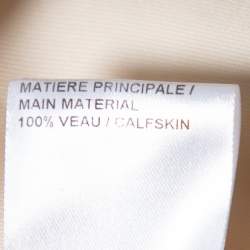 MATIERE PRINCIPALE /
MAIN MATERIAL
100% VEAU / CALFSKIN